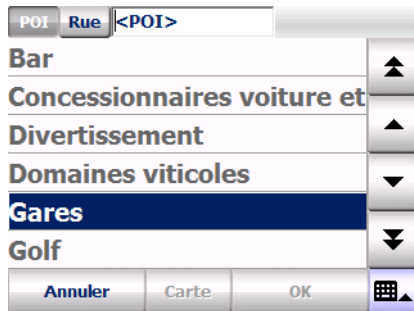 POI Rue <POI>
Bar
Concessionnaires voiture et
Divertissement
Domaines viticoles
Gares
Golf
Annuler Carte OK